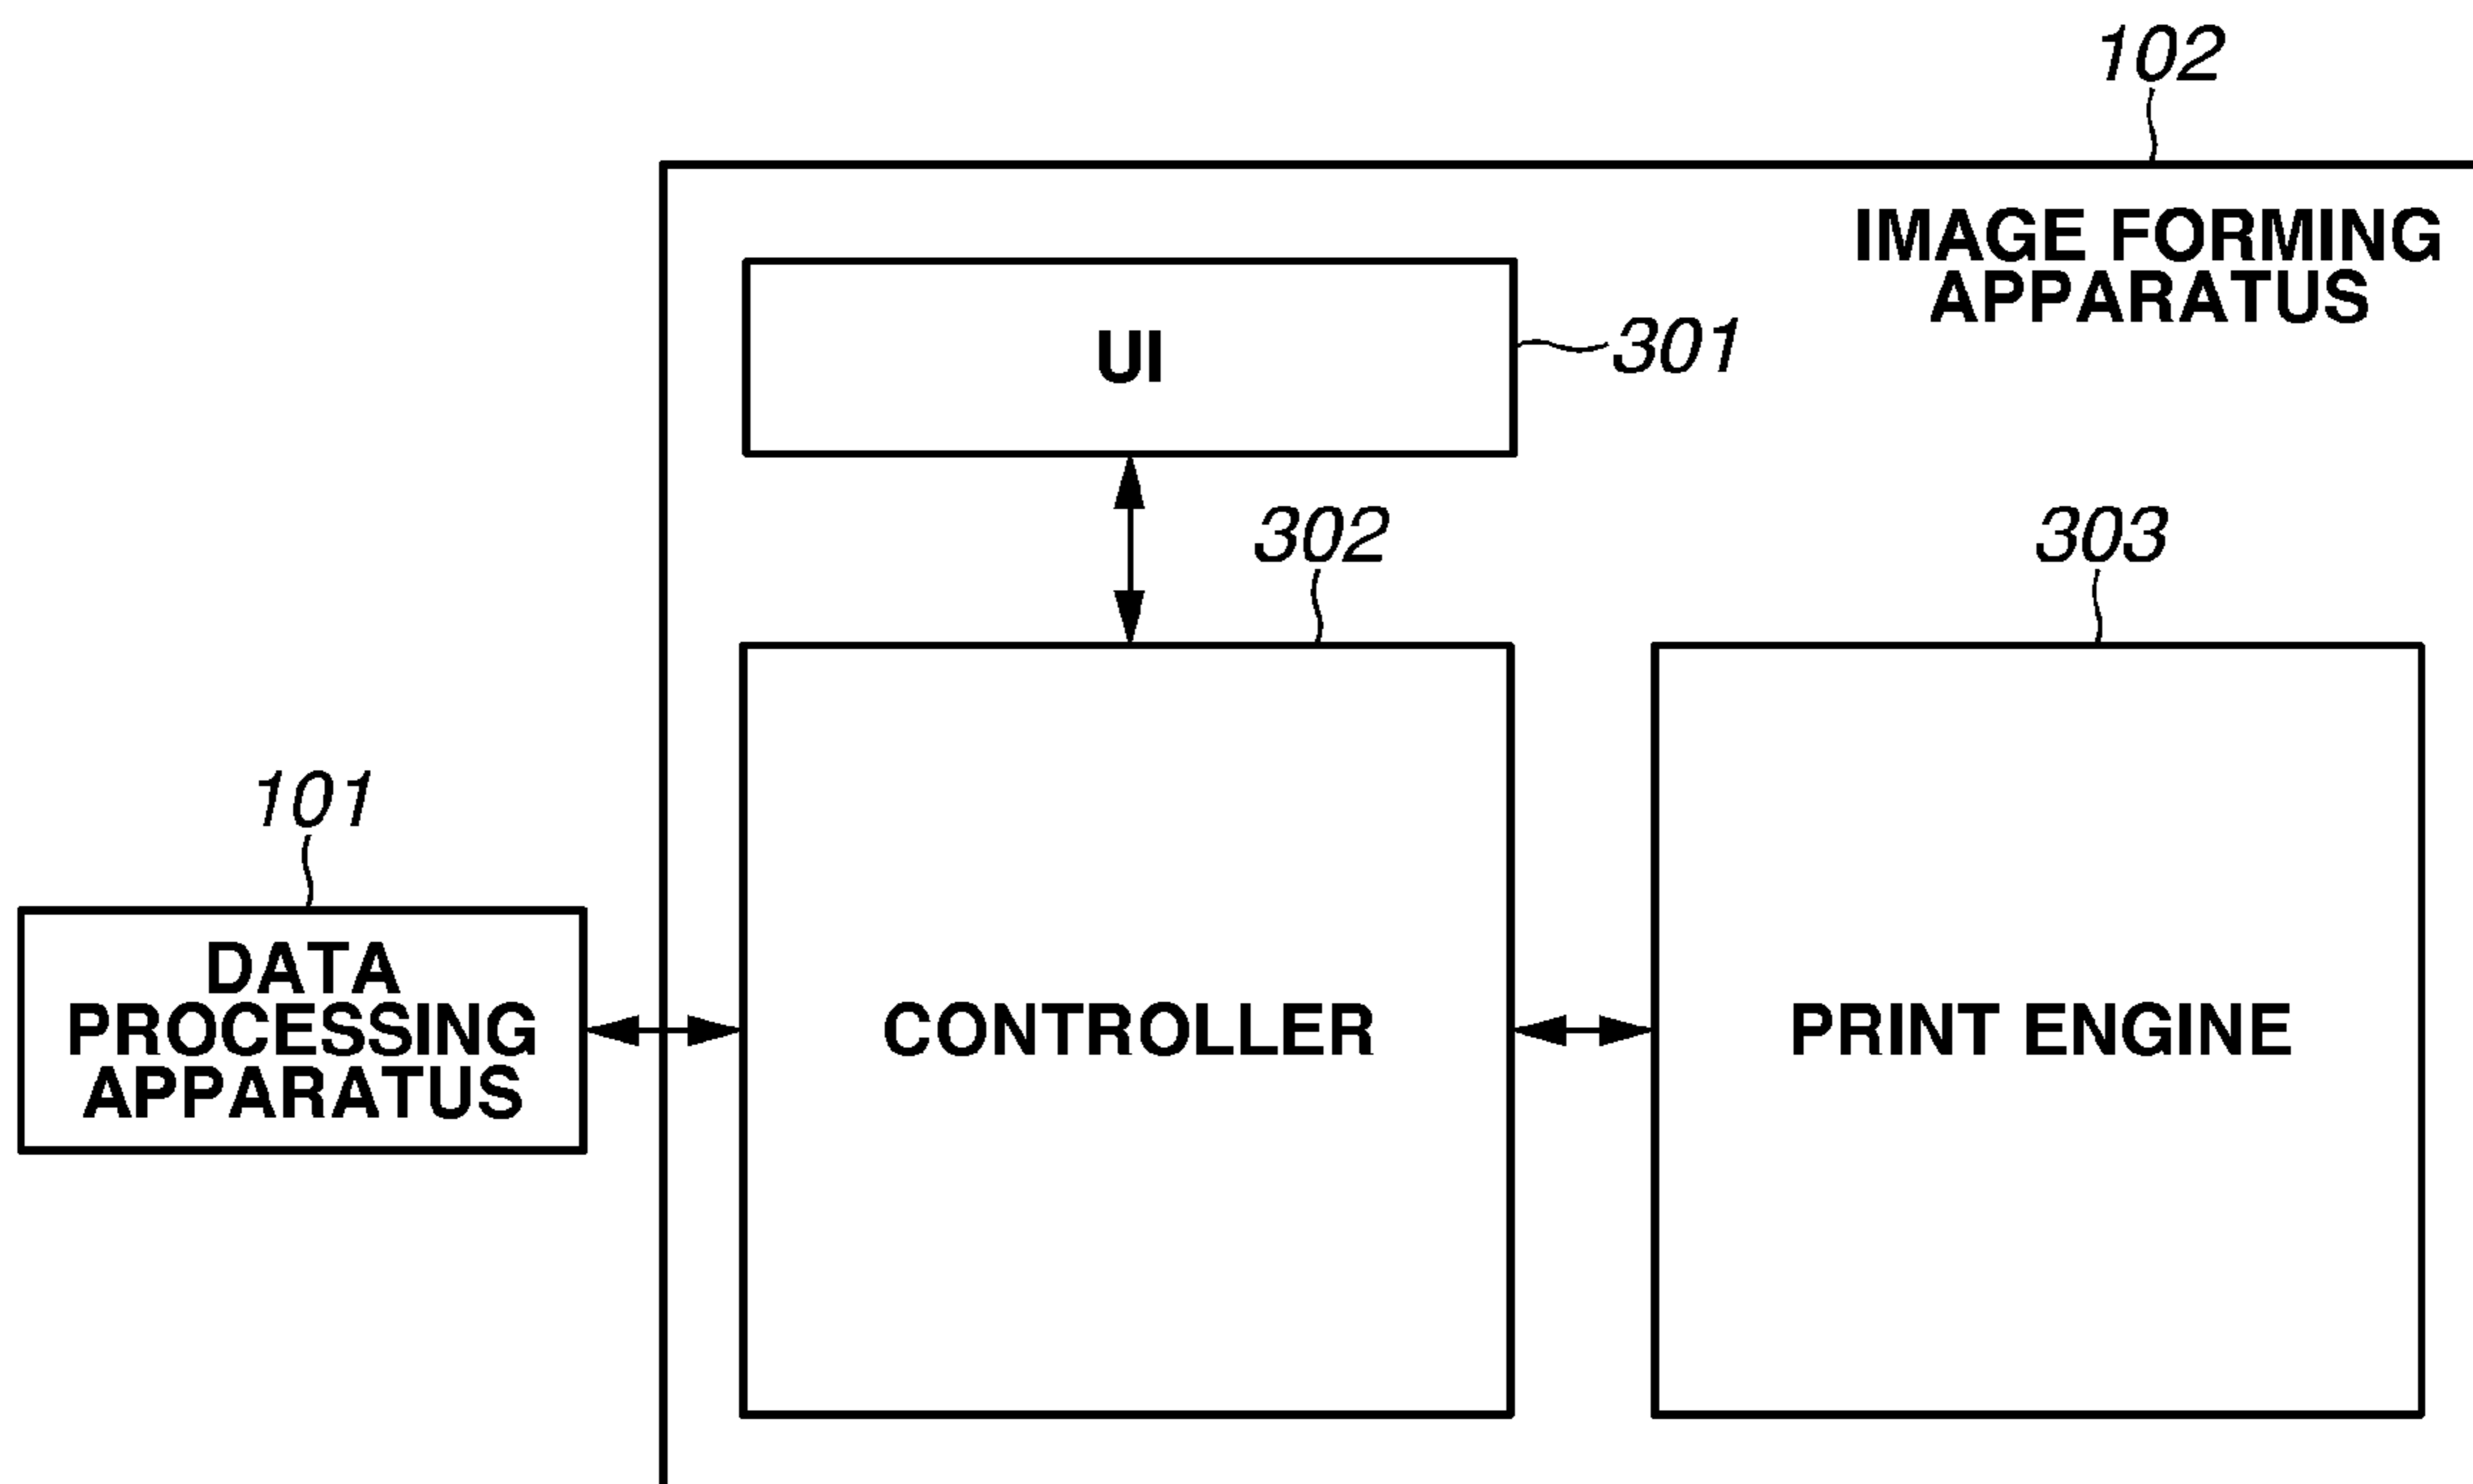 102
IMAGE FORMING
APPARATUS
UI
301
302
303
101
DATA
PROCESSING
APPARATUS
CONTROLLER
PRINT ENGINE